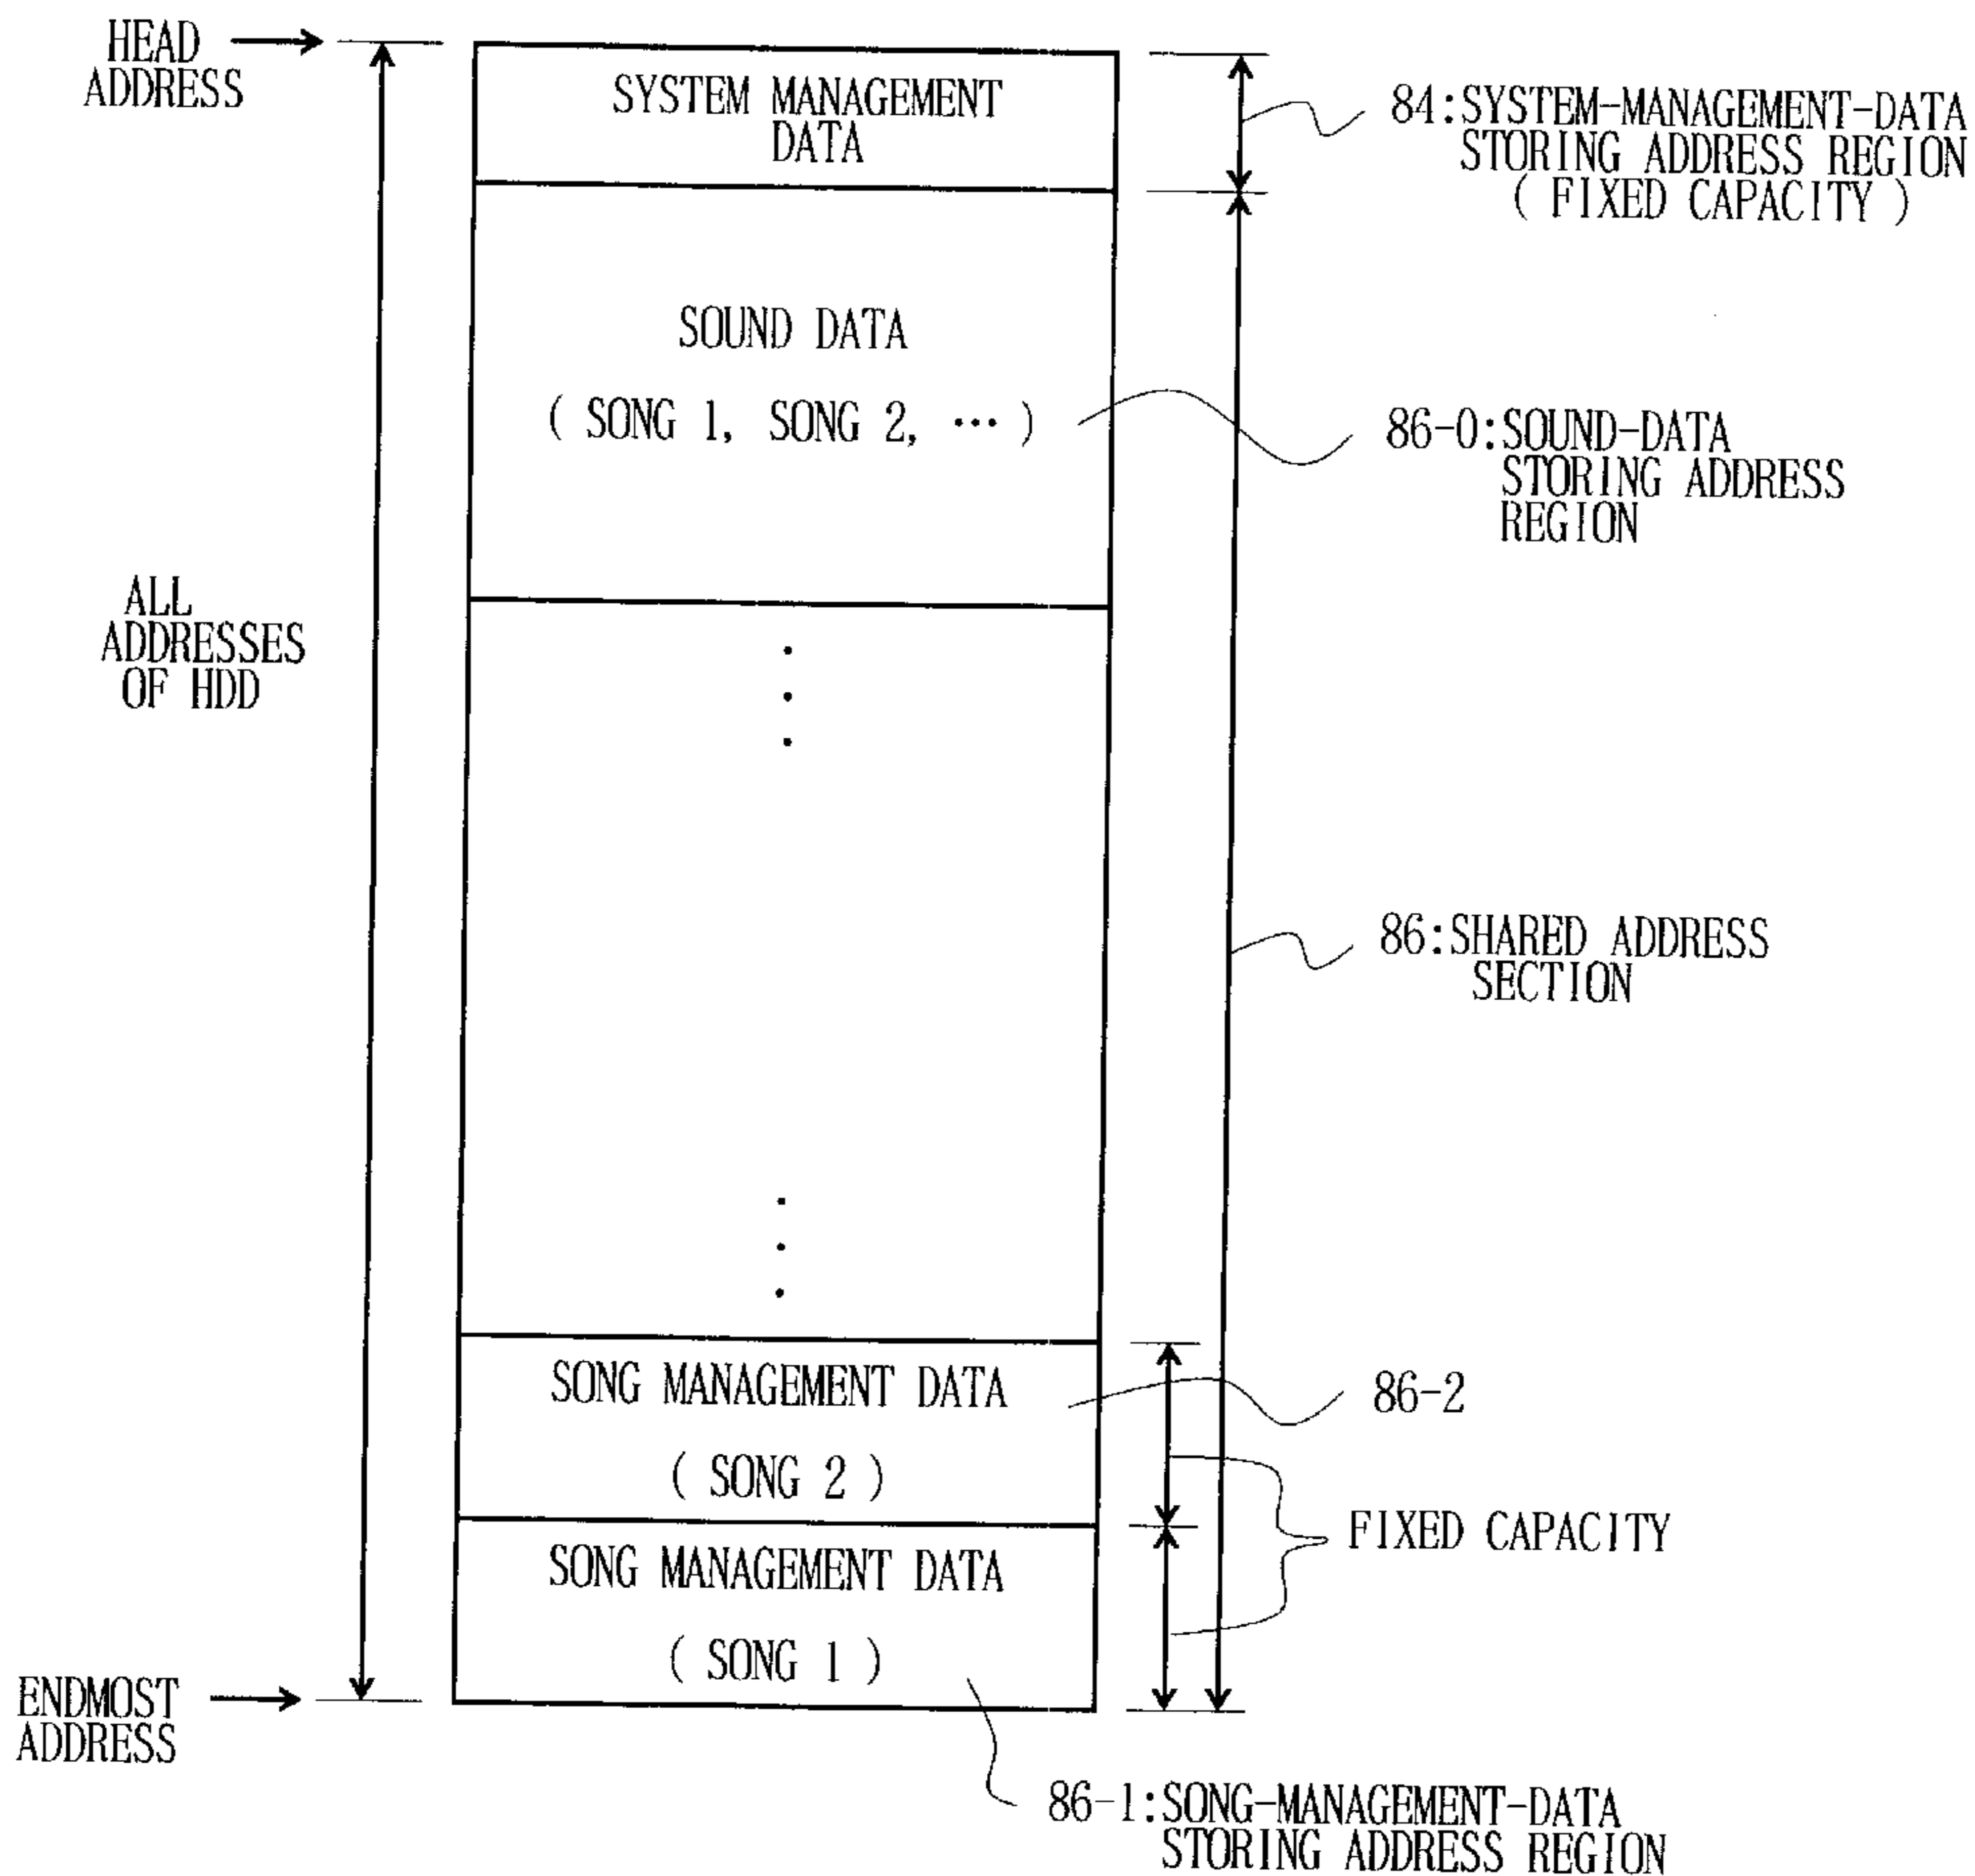 HEAD
ADDRESS
SYSTEM MANAGEMENT
DATA
84:SYSTEM-MANAGEMENT-DATA
STORING ADDRESS REGION
( FIXED CAPACITY )
SOUND DATA
( SONG 1, SONG 2, ··· )
86-0:SOUND-DATA
STORING ADDRESS
REGION
ALL
ADDRESSES
OF HDD
86:SHARED ADDRESS
SECTION
SONG MANAGEMENT DATA
( SONG 2 )
86-2
FIXED CAPACITY
SONG MANAGEMENT DATA
( SONG 1 )
ENDMOST
ADDRESS
86-1:SONG-MANAGEMENT-DATA
STORING ADDRESS REGION